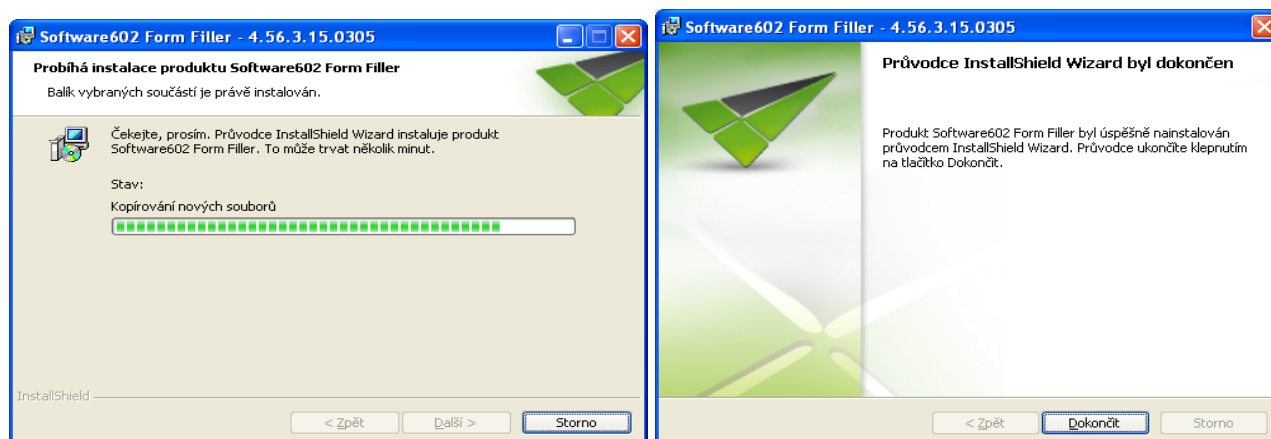 Software602 Form Filler - 4.56.3.15.0305
Probíhá instalace produktu Software602 Form Filler
Balík vybraných součástí je právě instalován.
Čekejte, prosím. Průvodce InstallShield Wizard instaluje produkt
Software602 Form Filler. To může trvat několik minut.
Stav:
Kopírování nových souborů
InstallShield
< Zpět
Další >
Storno
Software602 Form Filler - 4.56.3.15.0305
Průvodce InstallShield Wizard byl dokončen
Produkt Software602 Form Filler byl úspěšně nainstalován
průvodcem InstallShield Wizard. Průvodce ukončíte klepnutím
na tlačítko Dokončit.
< Zpět
Dokončit
Storno